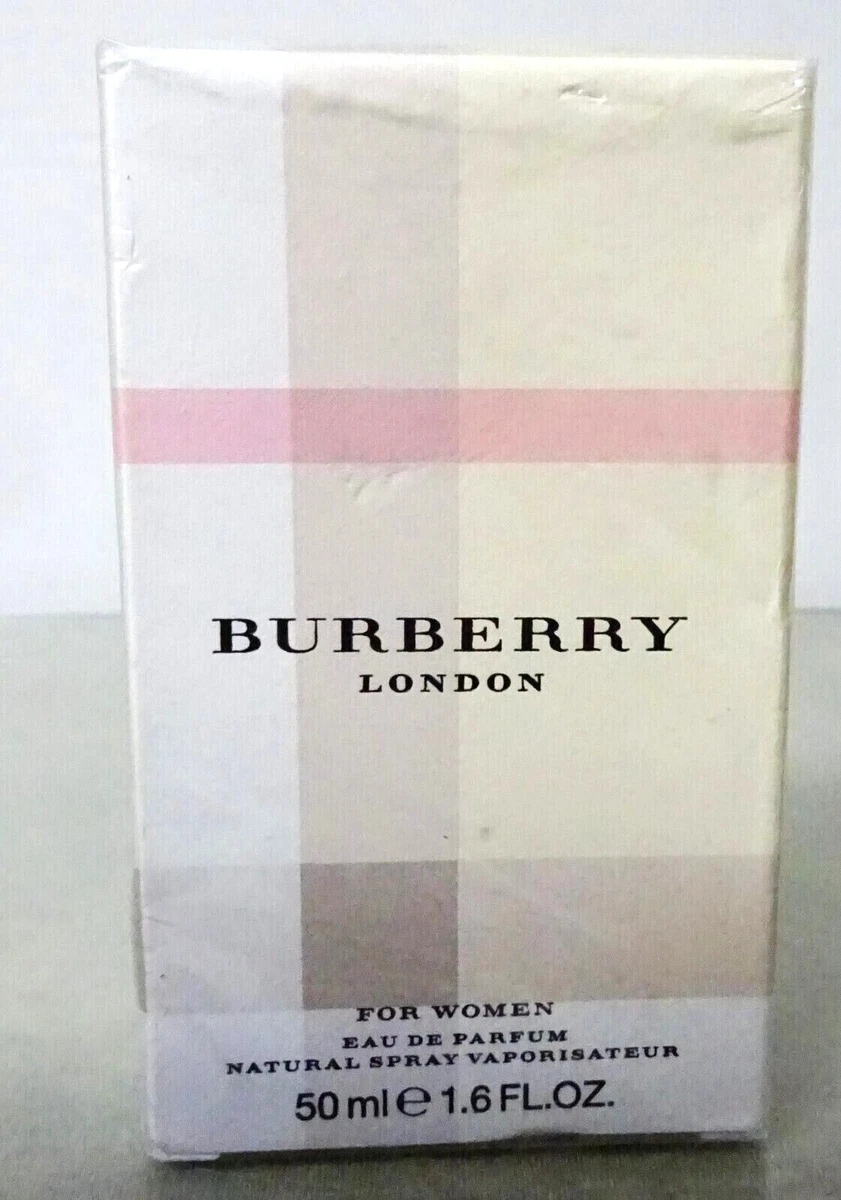 BURBERRY
LONDON
FOR WOMEN
EAU DE PARFUM
NATURAL SPRAY VAPORISATEUR
50 ml ℮ 1.6 FL.OZ.